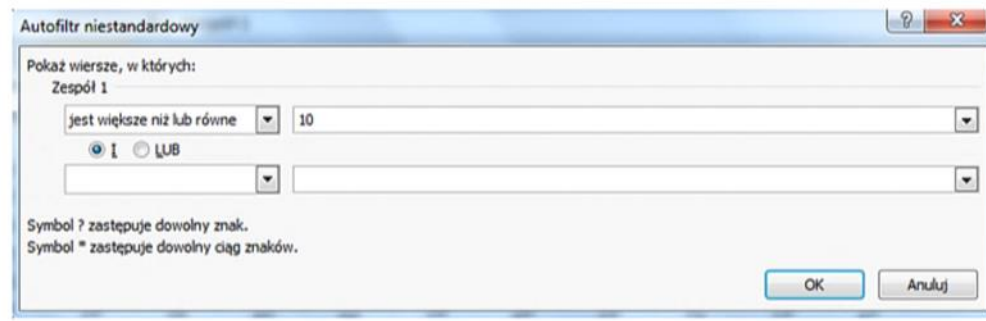 Autofiltr niestandardowy
Pokaż wiersze, w których:
Zespół 1
jest większe niż lub równe 10
I LUB
Symbol ? zastępuje dowolny znak.
Symbol * zastępuje dowolny ciąg znaków.
OK Anuluj